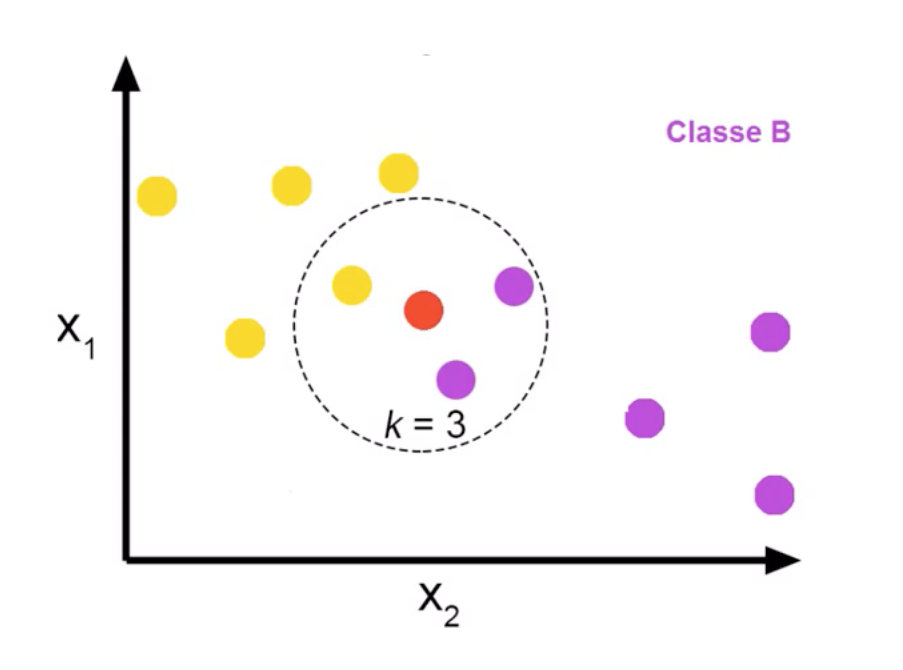 Classe B
X₁
k = 3
X₂